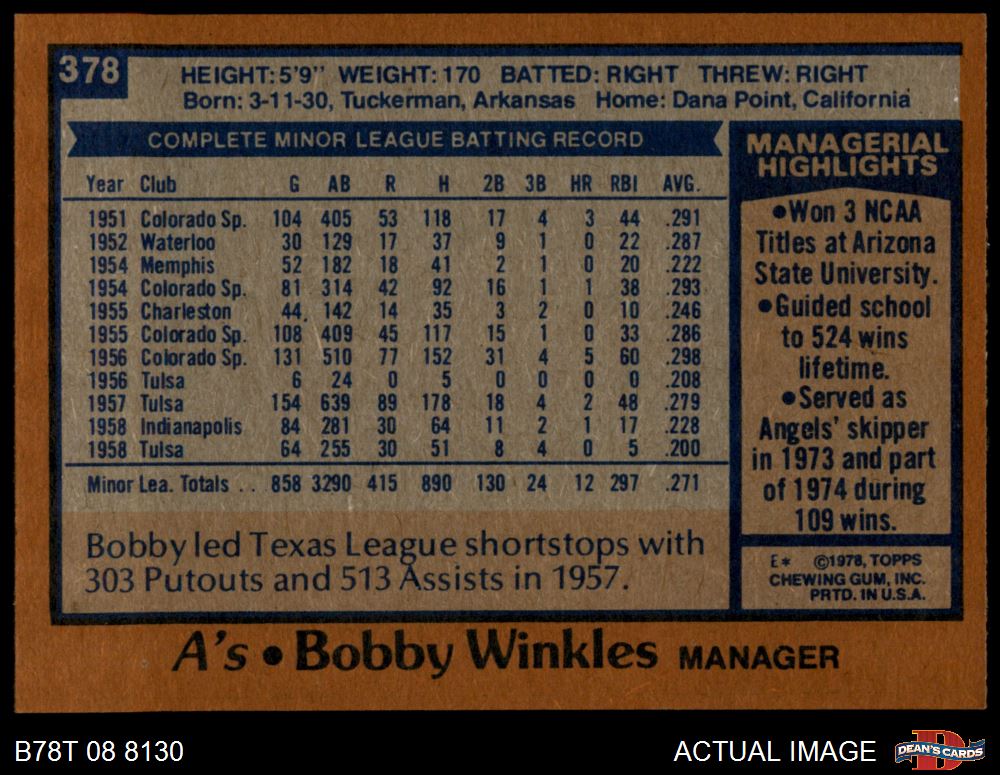 378
HEIGHT: 5'9" WEIGHT: 170 BATTED: RIGHT THREW: RIGHT
Born: 3-11-30, Tuckerman, Arkansas Home: Dana Point, California
COMPLETE MINOR LEAGUE BATTING RECORD
Year Club G AB R H 2B 3B HR RBI AVG.
1951 Colorado Sp. 104 405 53 118 17 4 3 44 .291
1952 Waterloo 30 129 17 37 9 1 0 22 .287
1954 Memphis 52 182 18 41 2 1 0 20 .222
1954 Colorado Sp. 81 314 42 92 16 1 1 38 .293
1955 Charleston 44 142 14 35 3 2 0 10 .246
1955 Colorado Sp. 108 409 45 117 15 1 0 33 .286
1956 Colorado Sp. 131 510 77 152 31 4 5 60 .298
1956 Tulsa 6 24 0 5 0 0 0 0 .208
1957 Tulsa 154 639 89 178 18 4 2 48 .279
1958 Indianapolis 84 281 30 64 11 2 1 17 .228
1958 Tulsa 64 255 30 51 8 4 0 5 .200
Minor Lea. Totals . . 858 3290 415 890 130 24 12 297 .271
Bobby led Texas League shortstops with
303 Putouts and 513 Assists in 1957.
MANAGERIAL
HIGHLIGHTS
•Won 3 NCAA
Titles at Arizona
State University.
•Guided school
to 524 wins
lifetime.
•Served as
Angels' skipper
in 1973 and part
of 1974 during
109 wins.
E* ©1978, TOPPS
CHEWING GUM, INC.
PRTD. IN U.S.A.
A's • Bobby Winkles MANAGER
B78T 08 8130
ACTUAL IMAGE
DEAN'S CARDS